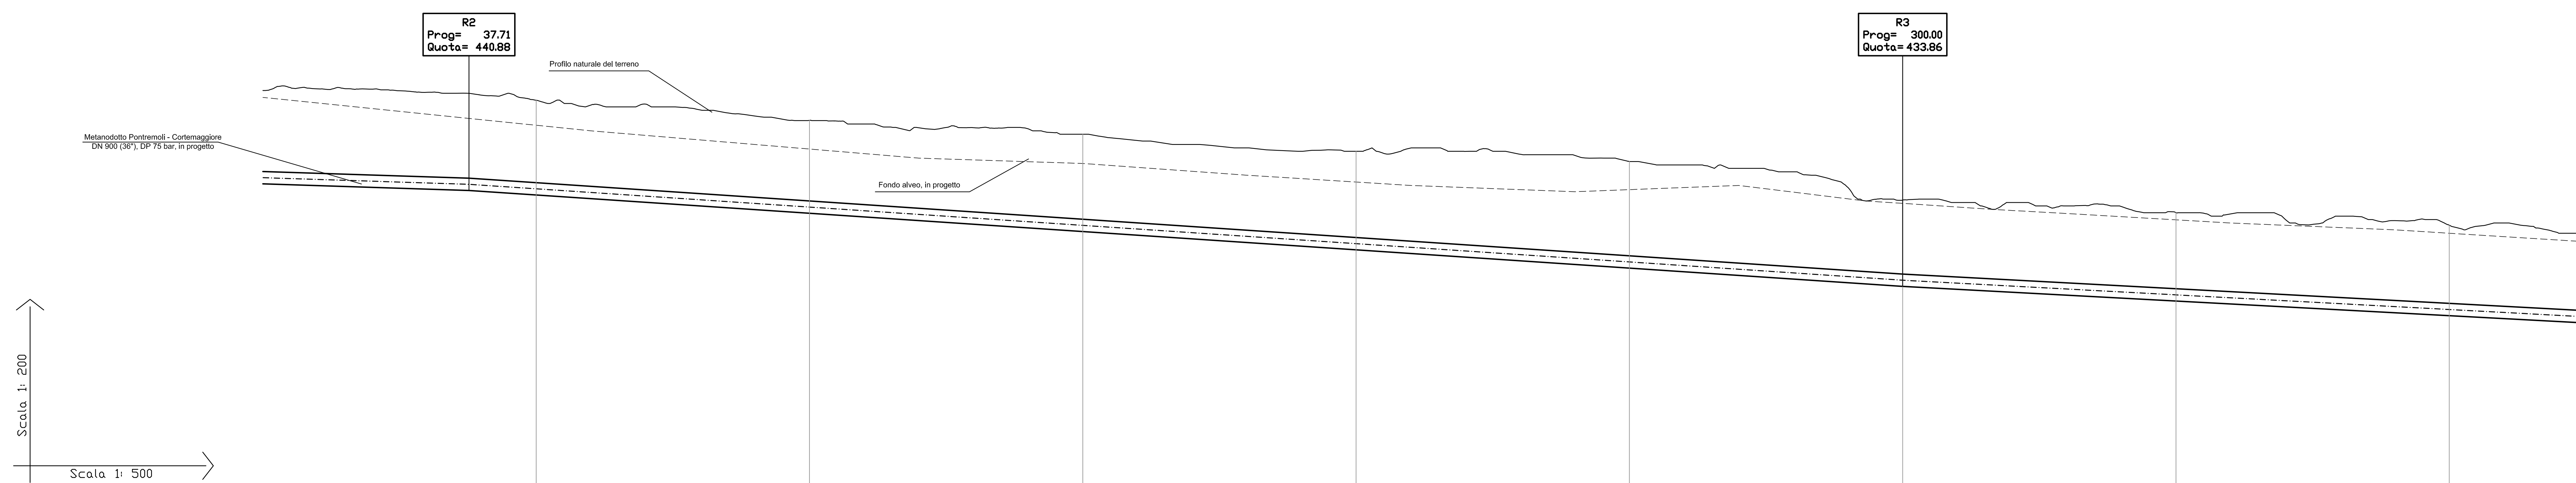 R2
Prog= 37.71
Quota= 440.88
R3
Prog= 300.00
Quota= 433.86
Profilo naturale del terreno
Metanodotto Pontremoli - Cortemaggiore
DN 900 (36"), DP 75 bar, in progetto
Fondo alveo, in progetto
Scala 1: 200
Scala 1: 500